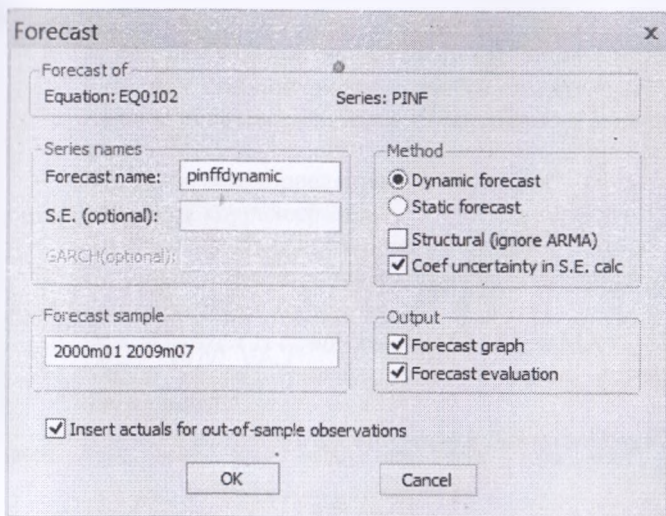 Forecast x
Forecast of
Equation: EQ0102 Series: PINF
Series names
Forecast name: pinffdynamic
S.E. (optional):
GARCH(optional):
Method
Dynamic forecast
Static forecast
Structural (ignore ARMA)
Coef uncertainty in S.E. calc
Forecast sample
2000m01 2009m07
Output
Forecast graph
Forecast evaluation
Insert actuals for out-of-sample observations
OK Cancel